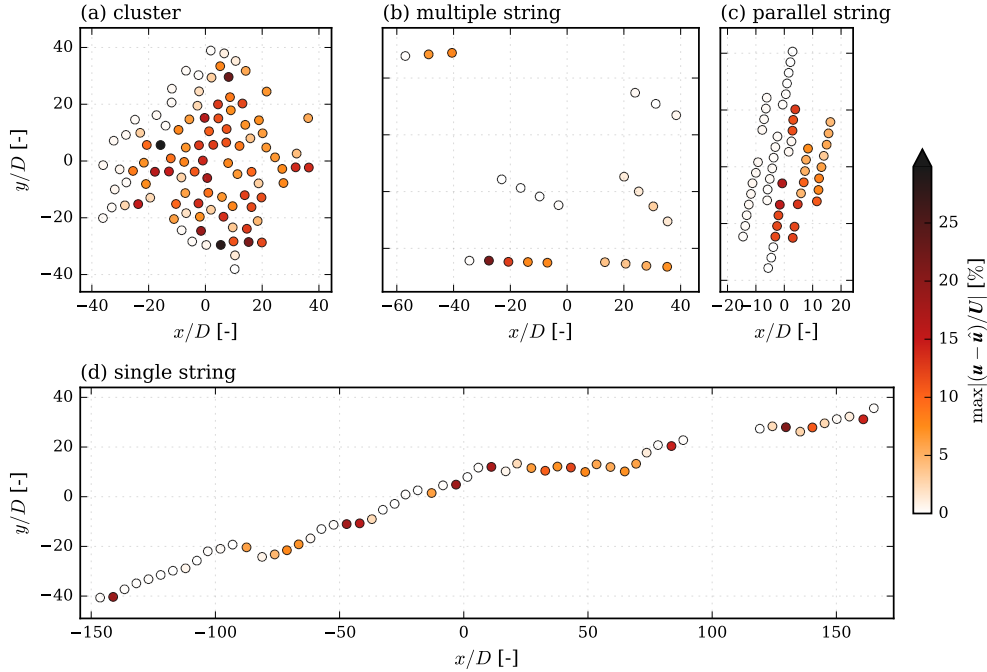 (a) cluster
(b) multiple string
(c) parallel string
40
20
0
−20
−40
y/D [-]
−40 −20 0 20 40
x/D [-]
−60 −40 −20 0 20 40
x/D [-]
−20 −10 0 10 20
x/D [-]
25
20
15
10
5
0
max|(u − û)/U| [%]
(d) single string
40
20
0
−20
−40
y/D [-]
−150 −100 −50 0 50 100 150
x/D [-]